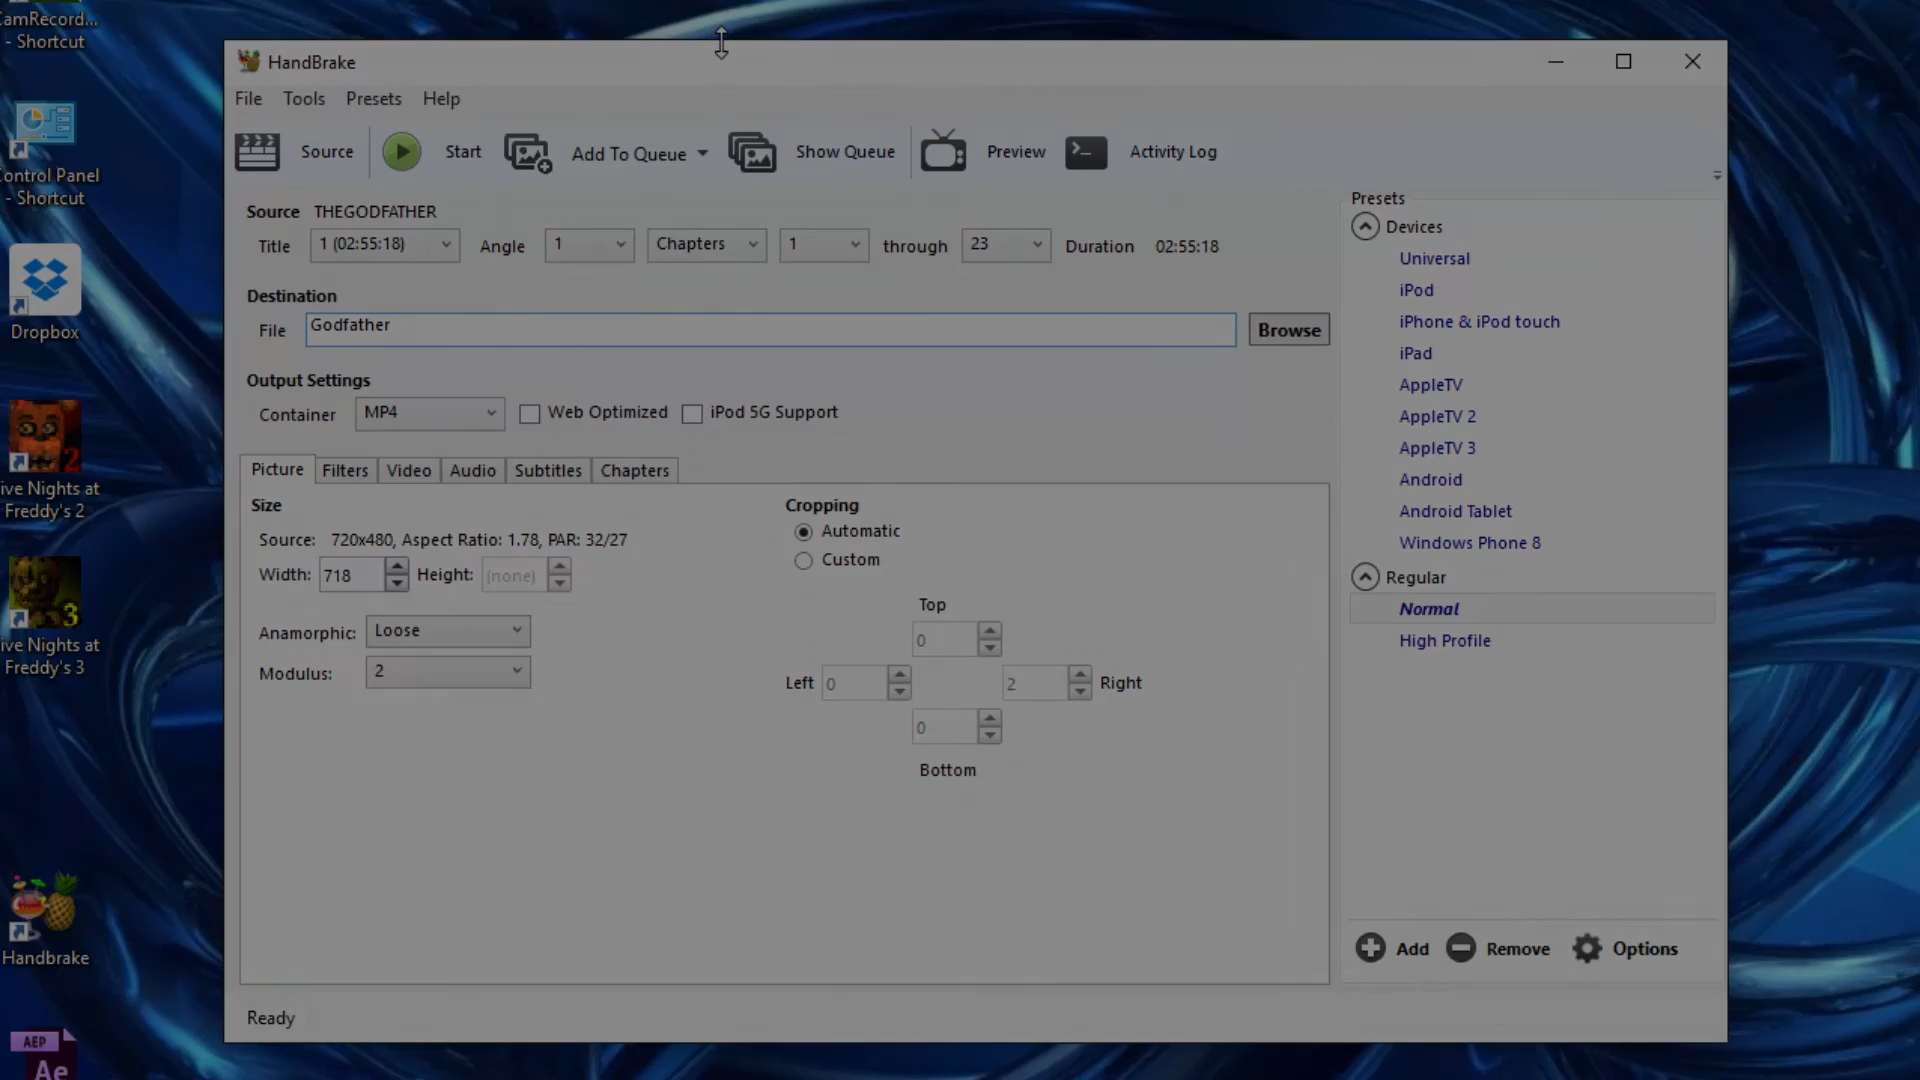 CamRecord...
- Shortcut
Control Panel
- Shortcut
Dropbox
ive Nights at
Freddy's 2
ive Nights at
Freddy's 3
Handbrake
AEP
Ae
HandBrake
File Tools Presets Help
Source Start Add To Queue Show Queue Preview Activity Log
Source THEGODFATHER
Title 1 (02:55:18) Angle 1 Chapters 1 through 23 Duration 02:55:18
Destination
File Godfather Browse
Output Settings
Container MP4 Web Optimized iPod 5G Support
Picture Filters Video Audio Subtitles Chapters
Size
Source: 720x480, Aspect Ratio: 1.78, PAR: 32/27
Width: 718 Height: (none)
Anamorphic: Loose
Modulus: 2
Cropping
Automatic
Custom
Top
0
Left 0 2 Right
0
Bottom
Presets
Devices
Universal
iPod
iPhone & iPod touch
iPad
AppleTV
AppleTV 2
AppleTV 3
Android
Android Tablet
Windows Phone 8
Regular
Normal
High Profile
Add Remove Options
Ready